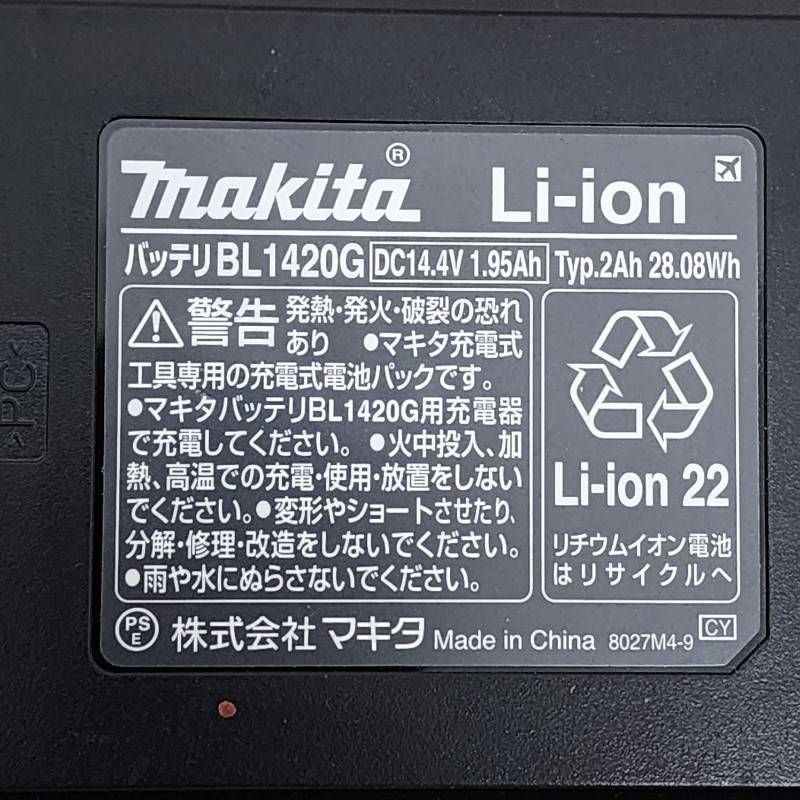 makita® Li-ion
バッテリBL1420G DC14.4V 1.95Ah Typ.2Ah 28.08Wh
⚠警告 発熱・発火・破裂の恐れ
あり ●マキタ充電式
工具専用の充電式電池パックです。
●マキタバッテリBL1420G用充電器
で充電してください。 ●火中投入、加
熱、高温での充電・使用・放置をしない
でください。●変形やショートさせたり、
分解・修理・改造をしないでください。
●雨や水にぬらさないでください。
Li-ion 22
リチウムイオン電池
はリサイクルへ
PSE 株式会社マキタ Made in China 8027M4-9 CY
>PC<